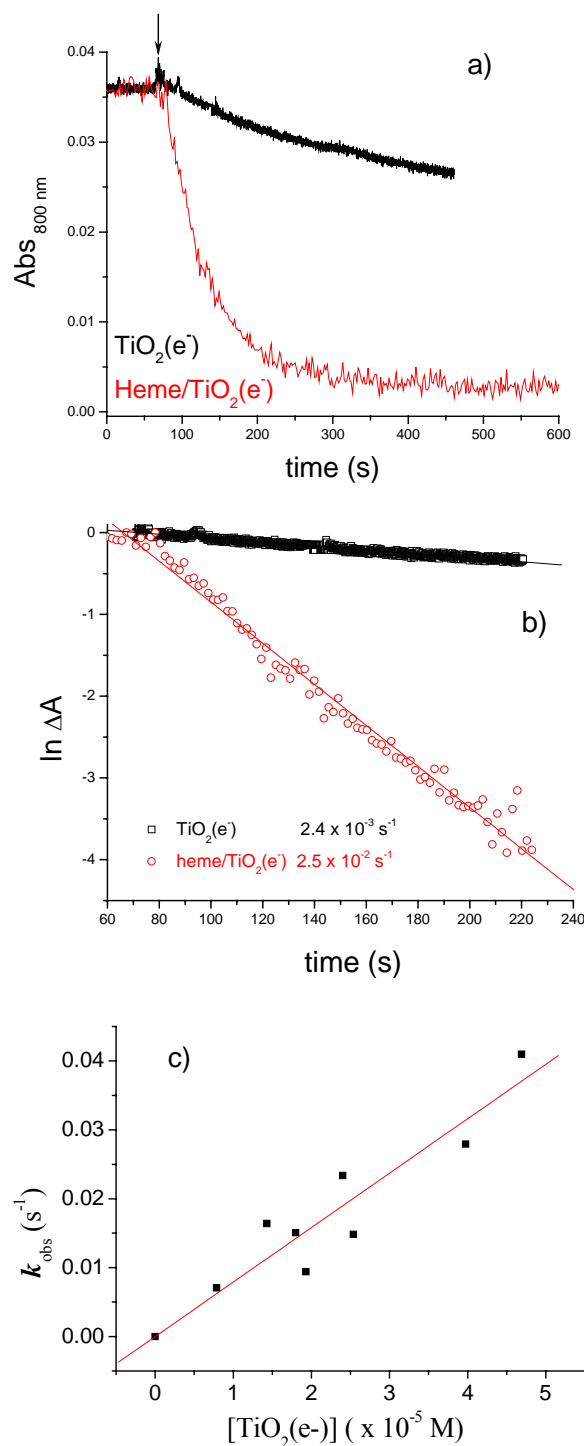 a)
0.04
0.03
0.02
0.01
0.00
Abs 800 nm
TiO2(e-)
Heme/TiO2(e-)
0 100 200 300 400 500 600
time (s)
b)
0
-1
-2
-3
-4
ln ΔA
TiO2(e-) 2.4 x 10-3 s-1
heme/TiO2(e-) 2.5 x 10-2 s-1
60 80 100 120 140 160 180 200 220 240
time (s)
c)
0.04
0.03
0.02
0.01
0.00
kobs (s-1)
0 1 2 3 4 5
[TiO2(e-)] ( x 10-5 M)